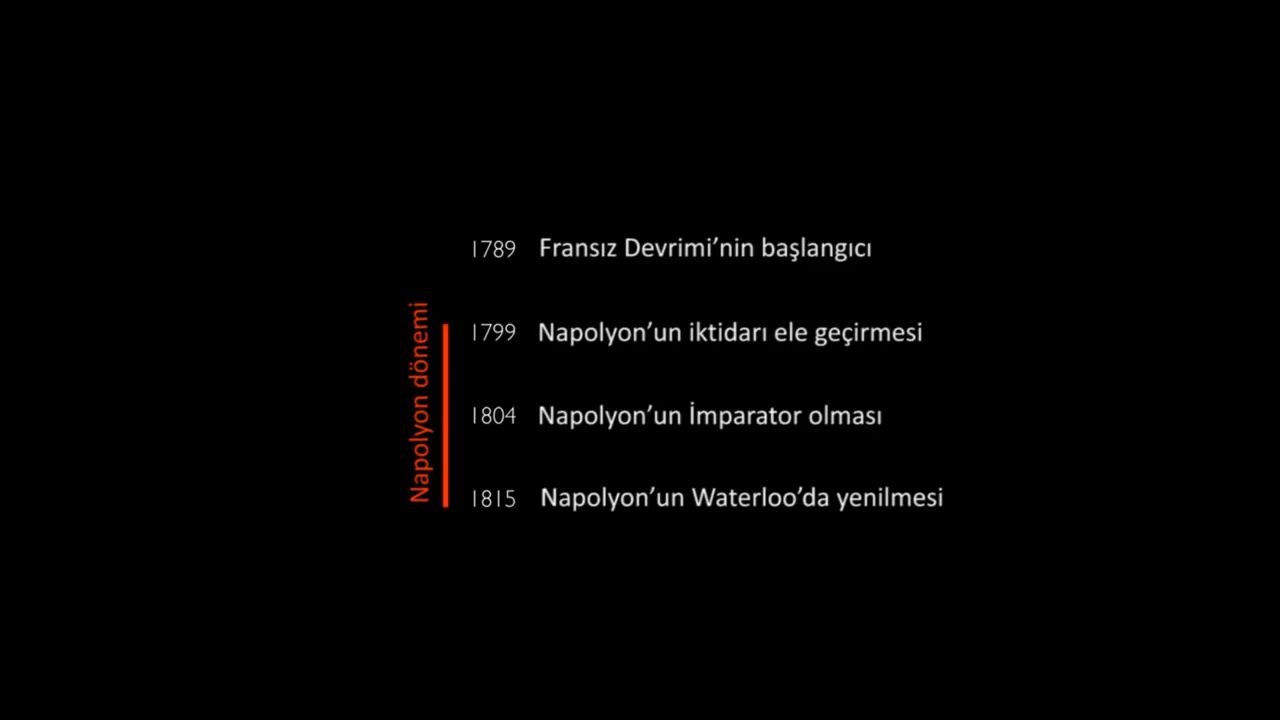 1789 Fransız Devrimi’nin başlangıcı
Napolyon dönemi
1799 Napolyon’un iktidarı ele geçirmesi
1804 Napolyon’un İmparator olması
1815 Napolyon’un Waterloo’da yenilmesi